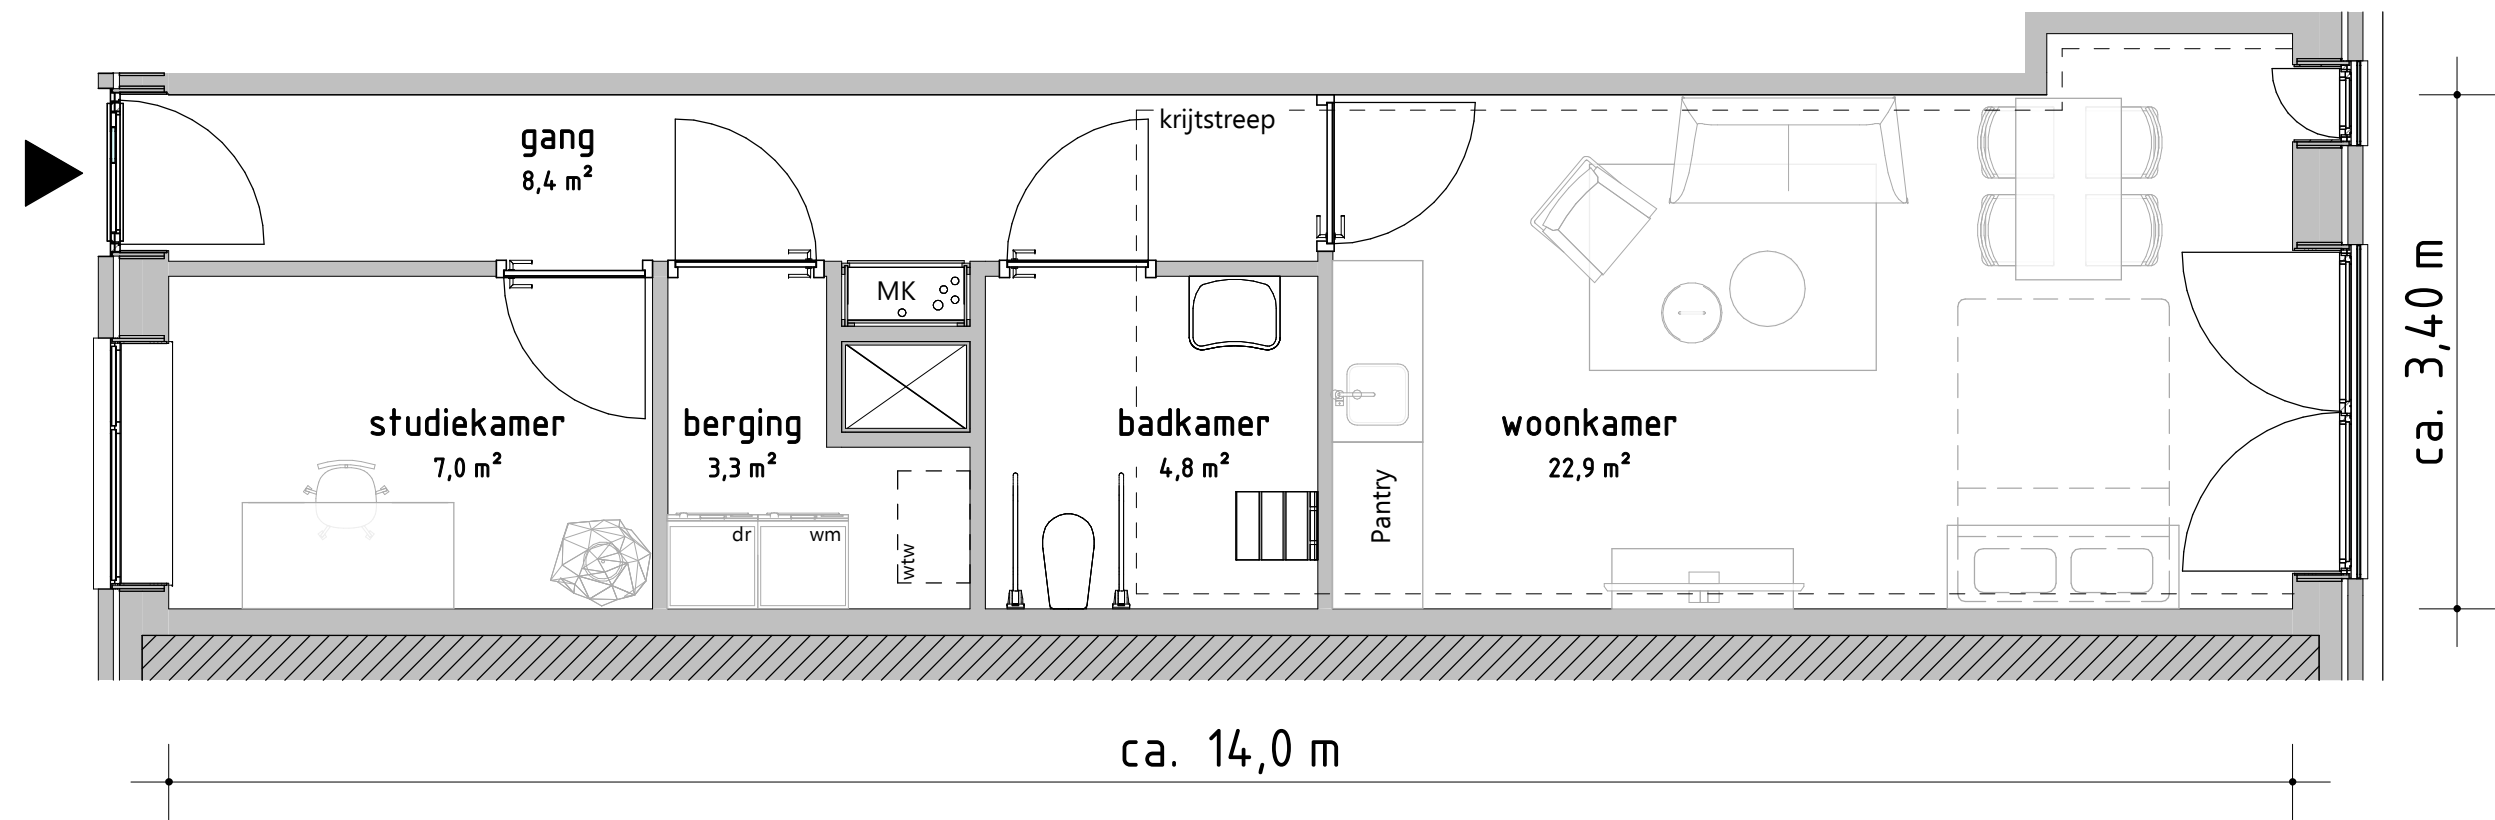 krijtstreep
gang
8,4 m²
MK
studiekamer
7,0 m²
berging
3,3 m²
badkamer
4,8 m²
woonkamer
22,9 m²
Pantry
dr
wm
wtw
ca. 3,40 m
ca. 14,0 m